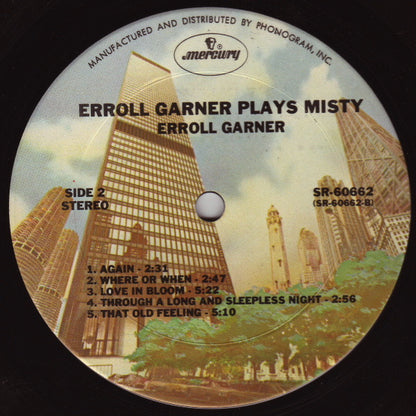 MANUFACTURED AND DISTRIBUTED BY PHONOGRAM, INC.
mercury
ERROLL GARNER PLAYS MISTY
ERROLL GARNER
SIDE 2
STEREO
SR-60662
(SR-60662-B)
1. AGAIN - 2:31
2. WHERE OR WHEN - 2:47
3. LOVE IN BLOOM - 5:22
4. THROUGH A LONG AND SLEEPLESS NIGHT - 2:56
5. THAT OLD FEELING - 5:10